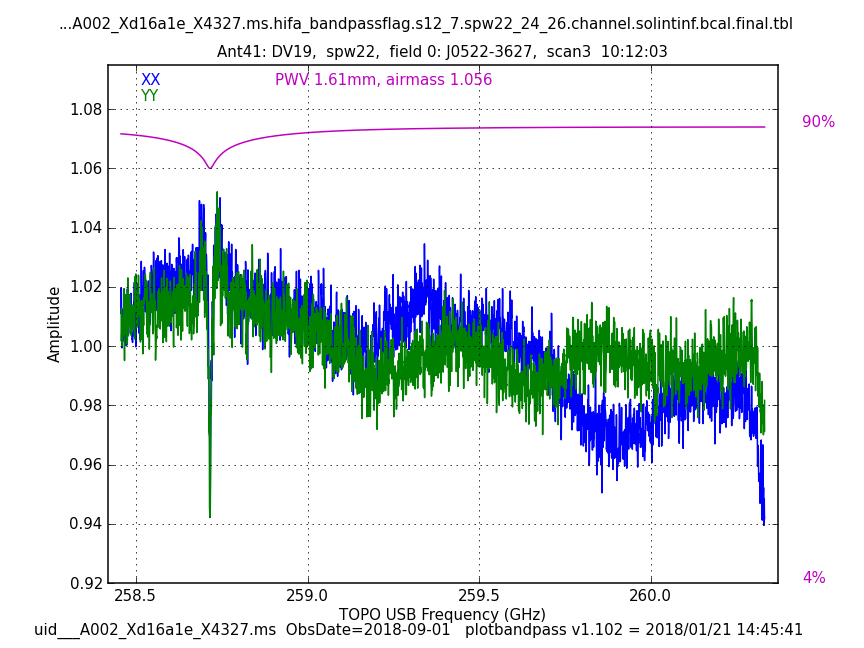 ...A002_Xd16a1e_X4327.ms.hifa_bandpassflag.s12_7.spw22_24_26.channel.solintinf.bcal.final.tbl
Ant41: DV19,  spw22,  field 0: J0522-3627,  scan3  10:12:03
XX
PWV 1.61mm, airmass 1.056
YY
1.08
90%
1.06
1.04
1.02
1.00
0.98
0.96
0.94
0.92
4%
Amplitude
258.5 259.0 259.5 260.0
TOPO USB Frequency (GHz)
uid___A002_Xd16a1e_X4327.ms  ObsDate=2018-09-01   plotbandpass v1.102 = 2018/01/21 14:45:41